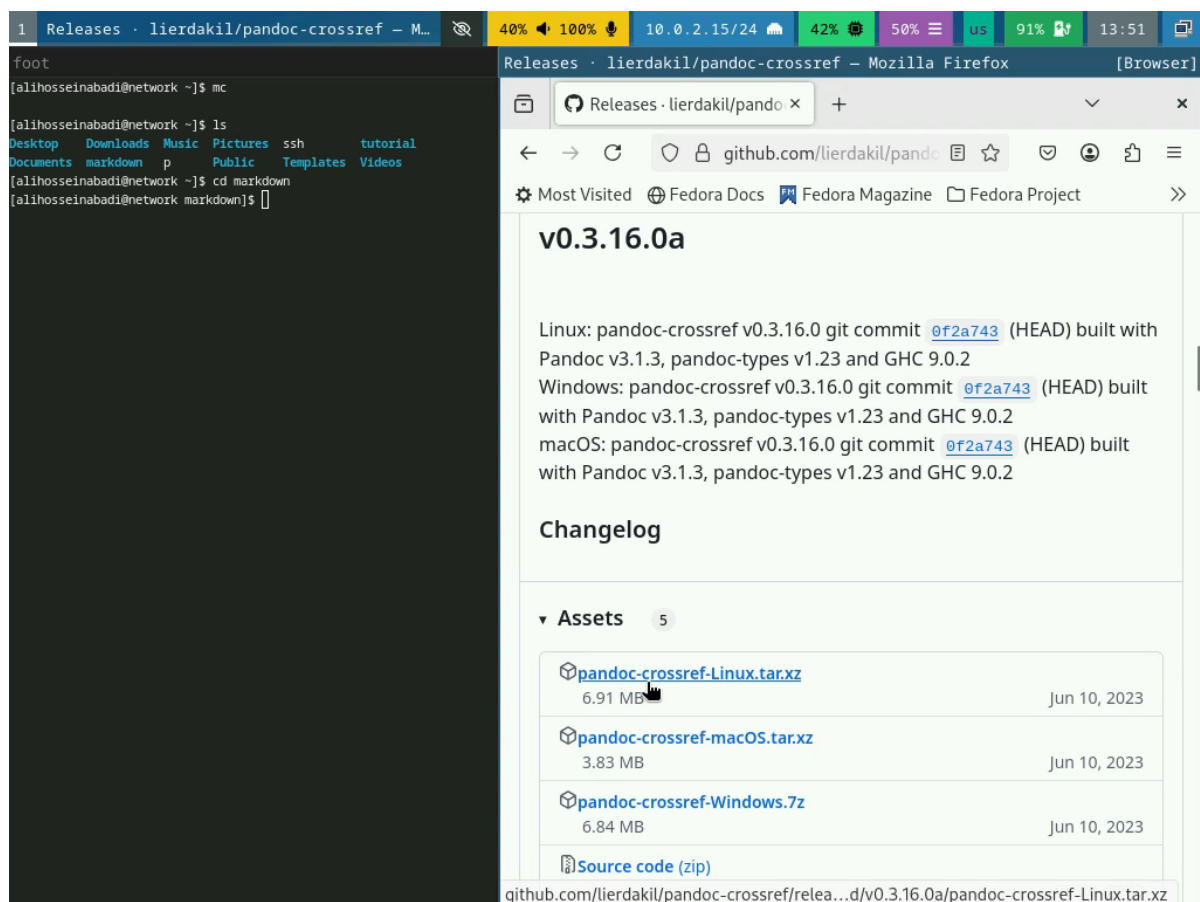 1 Releases · lierdakil/pandoc-crossref — M… 40% 100% 10.0.2.15/24 42% 50% us 91% 13:51
foot
[alihosseinabadi@network ~]$ mc
[alihosseinabadi@network ~]$ ls
Desktop Downloads Music Pictures ssh tutorial
Documents markdown p Public Templates Videos
[alihosseinabadi@network ~]$ cd markdown
[alihosseinabadi@network markdown]$
Releases · lierdakil/pandoc-crossref — Mozilla Firefox [Browser]
Releases · lierdakil/pando
github.com/lierdakil/pando
Most Visited Fedora Docs Fedora Magazine Fedora Project
v0.3.16.0a
Linux: pandoc-crossref v0.3.16.0 git commit 0f2a743 (HEAD) built with
Pandoc v3.1.3, pandoc-types v1.23 and GHC 9.0.2
Windows: pandoc-crossref v0.3.16.0 git commit 0f2a743 (HEAD) built
with Pandoc v3.1.3, pandoc-types v1.23 and GHC 9.0.2
macOS: pandoc-crossref v0.3.16.0 git commit 0f2a743 (HEAD) built
with Pandoc v3.1.3, pandoc-types v1.23 and GHC 9.0.2
Changelog
Assets 5
pandoc-crossref-Linux.tar.xz
6.91 MB Jun 10, 2023
pandoc-crossref-macOS.tar.xz
3.83 MB Jun 10, 2023
pandoc-crossref-Windows.7z
6.84 MB Jun 10, 2023
Source code (zip)
github.com/lierdakil/pandoc-crossref/relea…d/v0.3.16.0a/pandoc-crossref-Linux.tar.xz